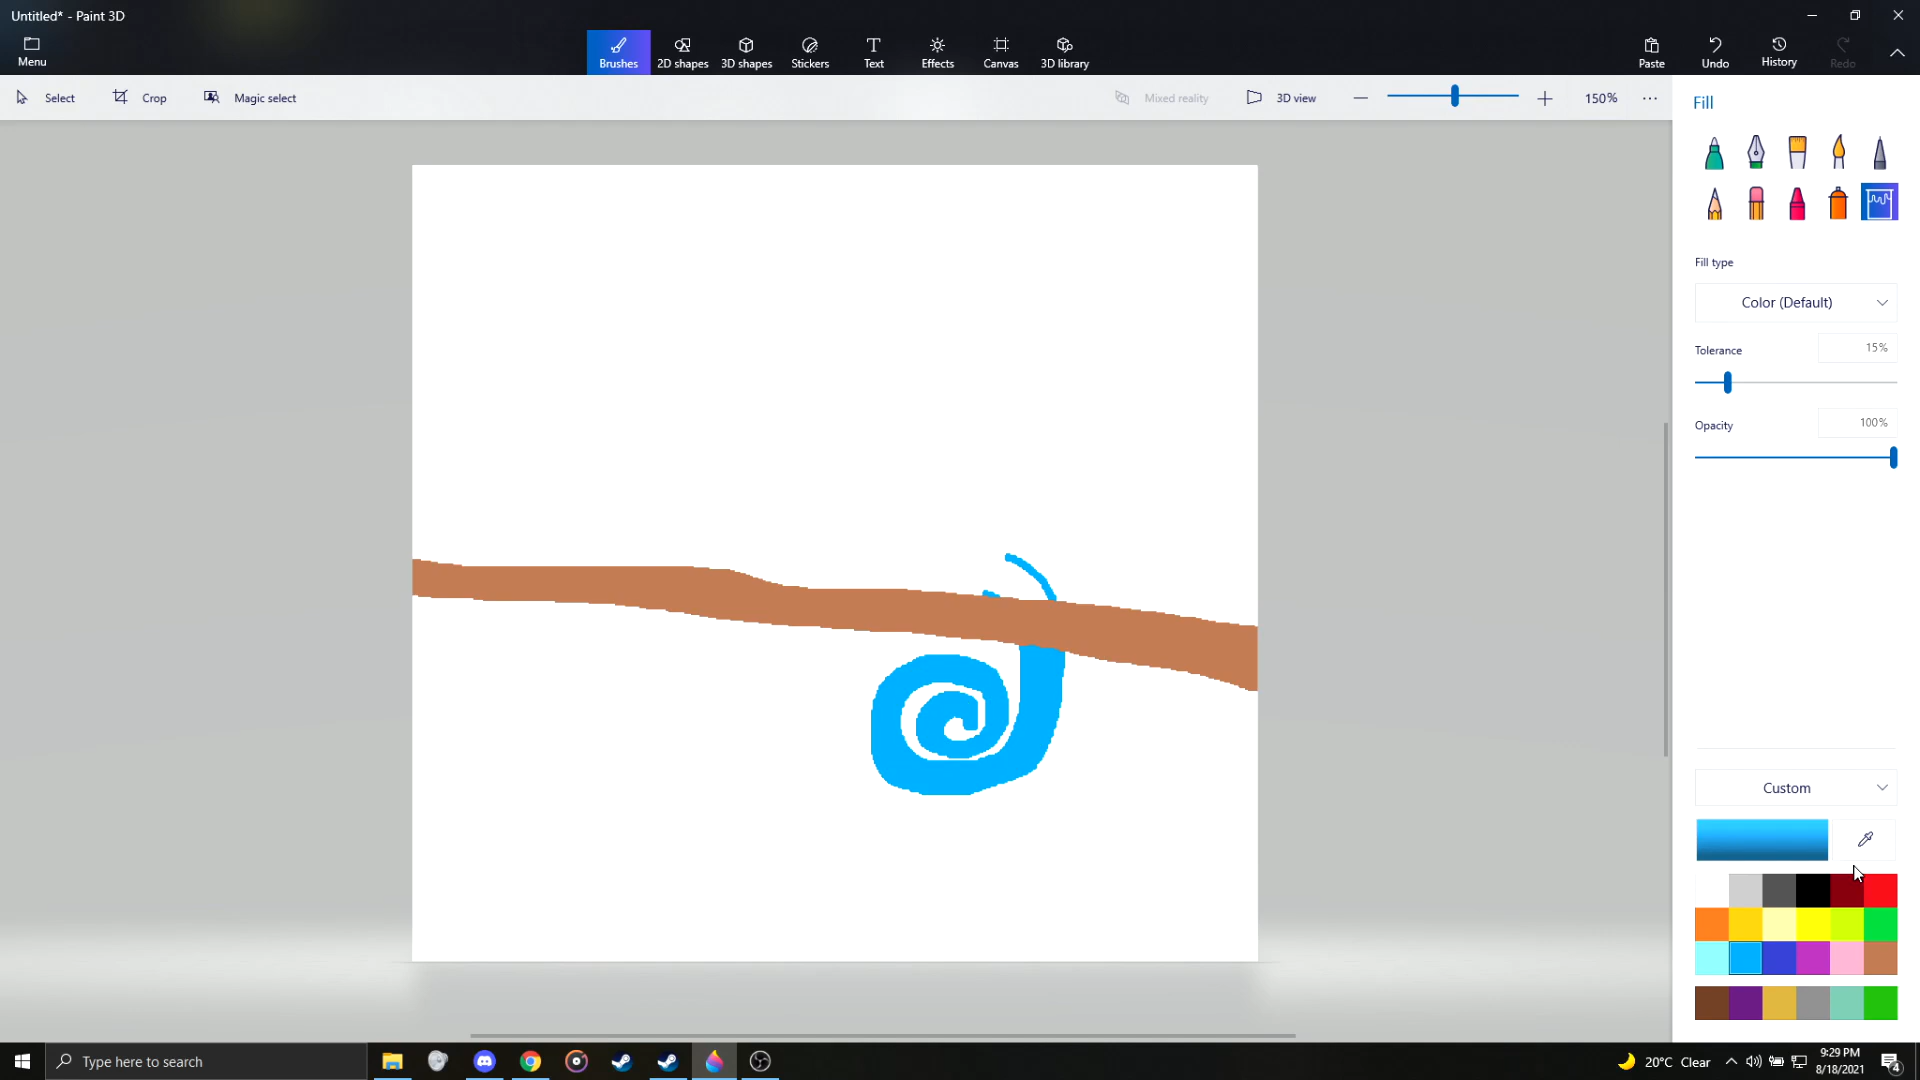 Untitled* - Paint 3D
Menu
Brushes
2D shapes
3D shapes
Stickers
Text
Effects
Canvas
3D library
Paste
Undo
History
Redo
Select
Crop
Magic select
Mixed reality
3D view
150%
Fill
Fill type
Color (Default)
Tolerance
15%
Opacity
100%
Custom
Type here to search
20°C Clear
9:29 PM
8/18/2021
4